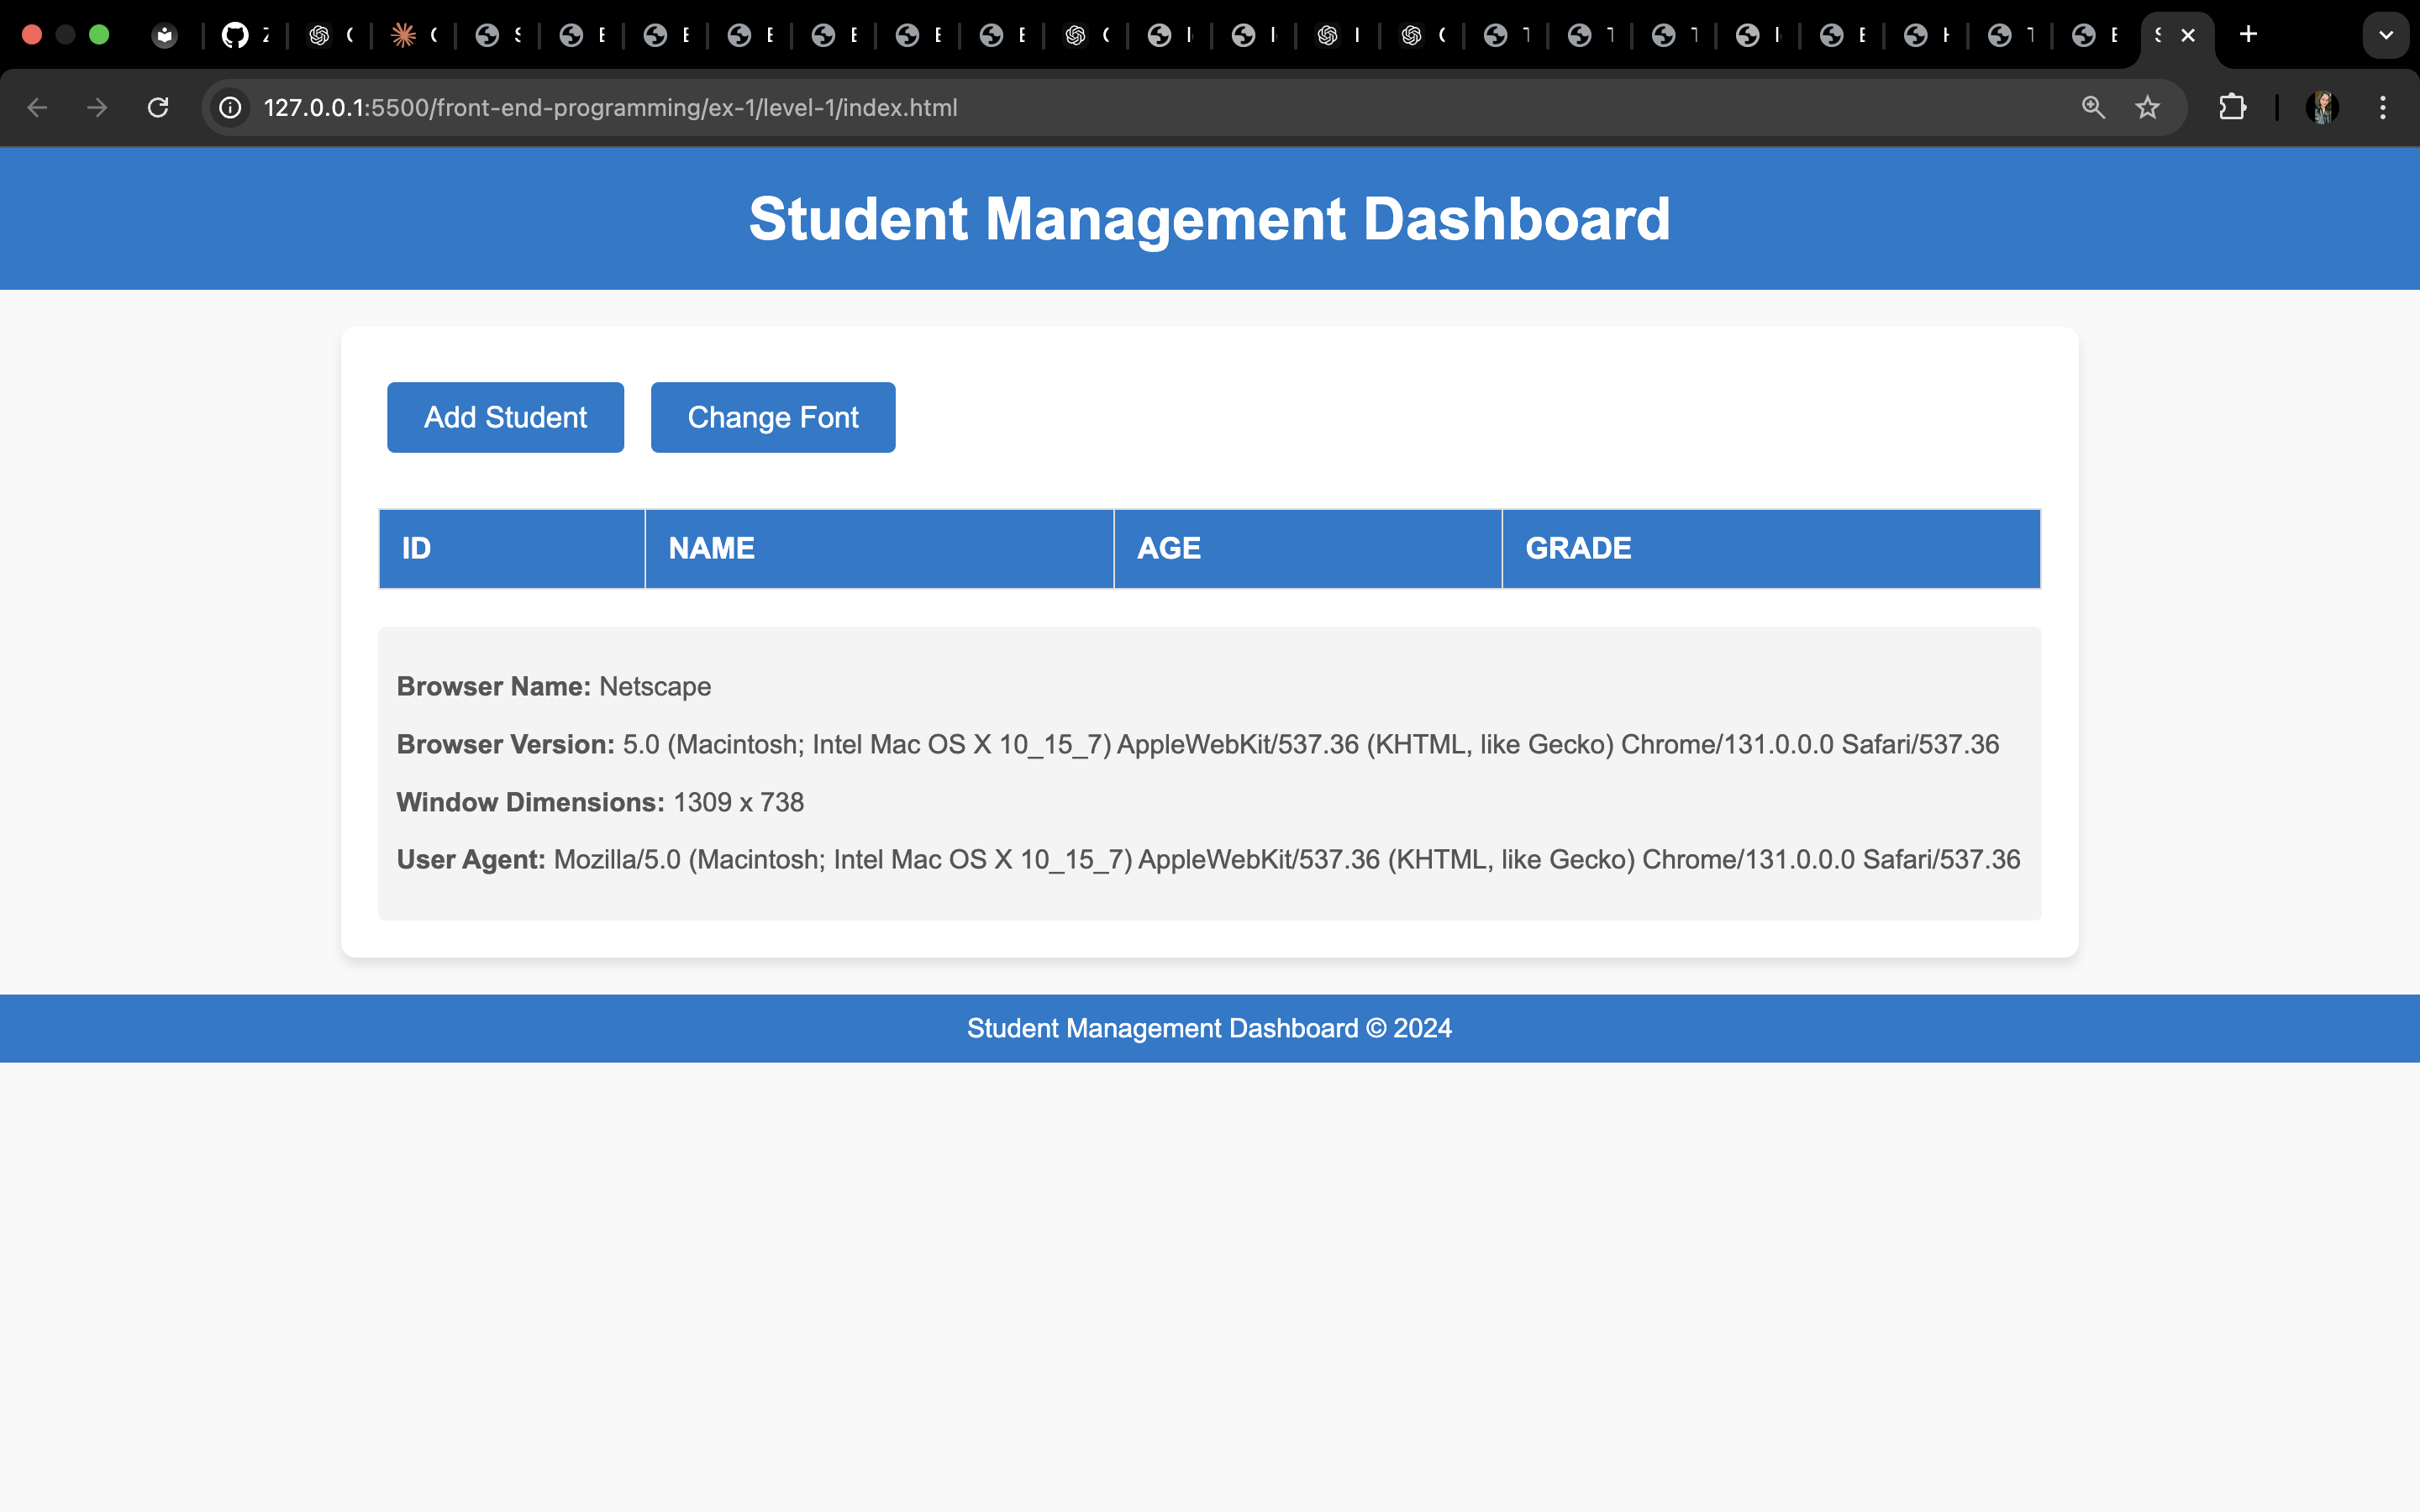 127.0.0.1:5500/front-end-programming/ex-1/level-1/index.html
Student Management Dashboard
Add Student Change Font
ID NAME AGE GRADE
Browser Name: Netscape
Browser Version: 5.0 (Macintosh; Intel Mac OS X 10_15_7) AppleWebKit/537.36 (KHTML, like Gecko) Chrome/131.0.0.0 Safari/537.36
Window Dimensions: 1309 x 738
User Agent: Mozilla/5.0 (Macintosh; Intel Mac OS X 10_15_7) AppleWebKit/537.36 (KHTML, like Gecko) Chrome/131.0.0.0 Safari/537.36
Student Management Dashboard © 2024